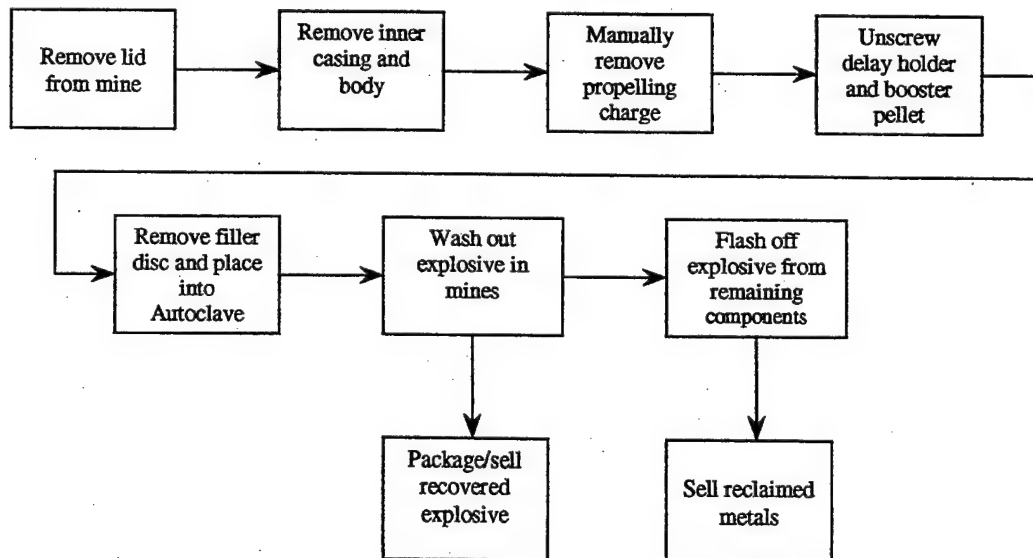 Remove lid
from mine
Remove inner
casing and
body
Manually
remove
propelling
charge
Unscrew
delay holder
and booster
pellet
Remove filler
disc and place
into
Autoclave
Wash out
explosive in
mines
Flash off
explosive from
remaining
components
Package/sell
recovered
explosive
Sell reclaimed
metals